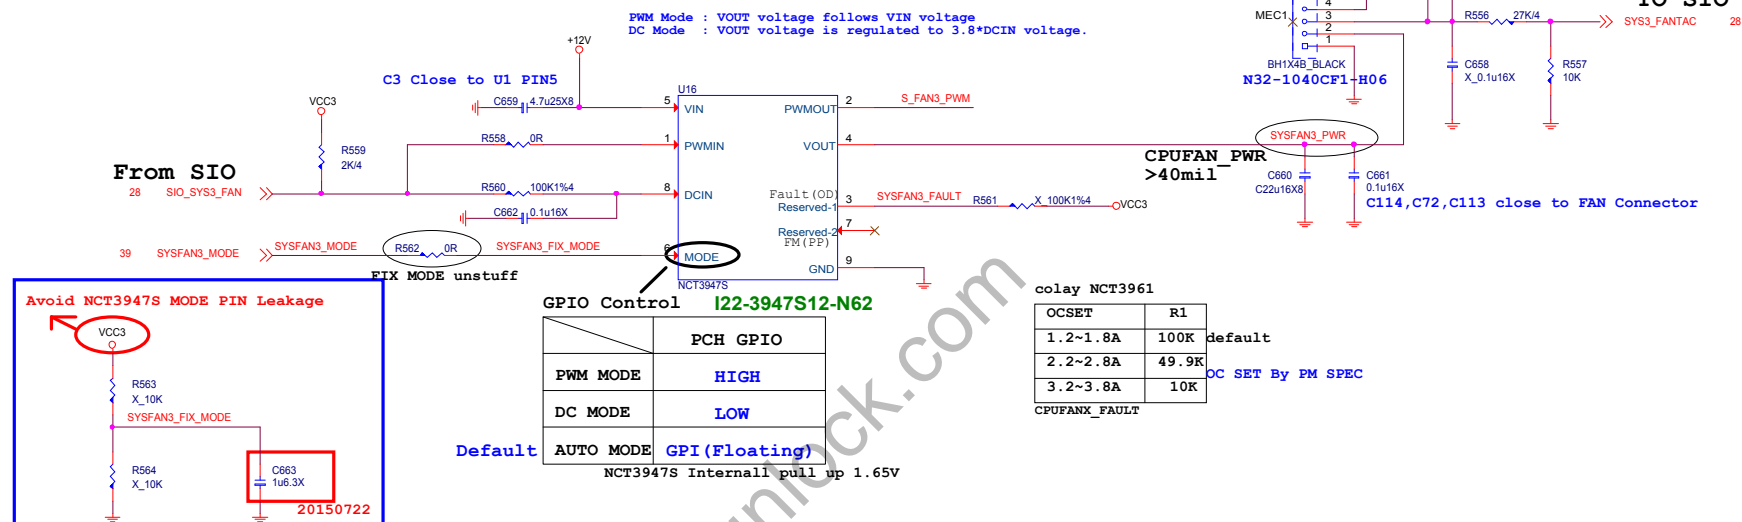 PWM Mode : VOUT voltage follows VIN voltage
DC Mode : VOUT voltage is regulated to 3.8*DCIN voltage.
+12V
C3 Close to U1 PIN5
VCC3
C659 4.7u25X8
R559
2K/4
R558 0R
From SIO
28 SIO_SYS3_FAN
R560 100K1%4
C662 0.1u16X
39 SYSFAN3_MODE
SYSFAN3_MODE
R562 0R
SYSFAN3_FIX_MODE
FIX MODE unstuff
U16
5 VIN
1 PWMIN
8 DCIN
6 MODE
PWMOUT 2
VOUT 4
Fault(OD)
Reserved-1 3
Reserved-2 7
FM(PP)
GND 9
NCT3947S
S_FAN3_PWM
SYSFAN3_FAULT
R561 X_100K1%4
VCC3
GPIO Control
I22-3947S12-N62
PCH GPIO
PWM MODE HIGH
DC MODE LOW
Default AUTO MODE GPI(Floating)
NCT3947S Internall pull up 1.65V
MEC1
4
3
2
1
BH1X4B_BLACK
N32-1040CF1-H06
R556 27K/4
SYS3_FANTAC 28
C658
X_0.1u16X
R557
10K
SYSFAN3_PWR
CPUFAN_PWR
>40mil
C660
C22u16X8
C661
0.1u16X
C114,C72,C113 close to FAN Connector
colay NCT3961
OCSET R1
1.2~1.8A 100K default
2.2~2.8A 49.9K
OC SET By PM SPEC
3.2~3.8A 10K
CPUFANX_FAULT
Avoid NCT3947S MODE PIN Leakage
VCC3
R563
X_10K
SYSFAN3_FIX_MODE
R564
X_10K
C663
1u6.3X
20150722